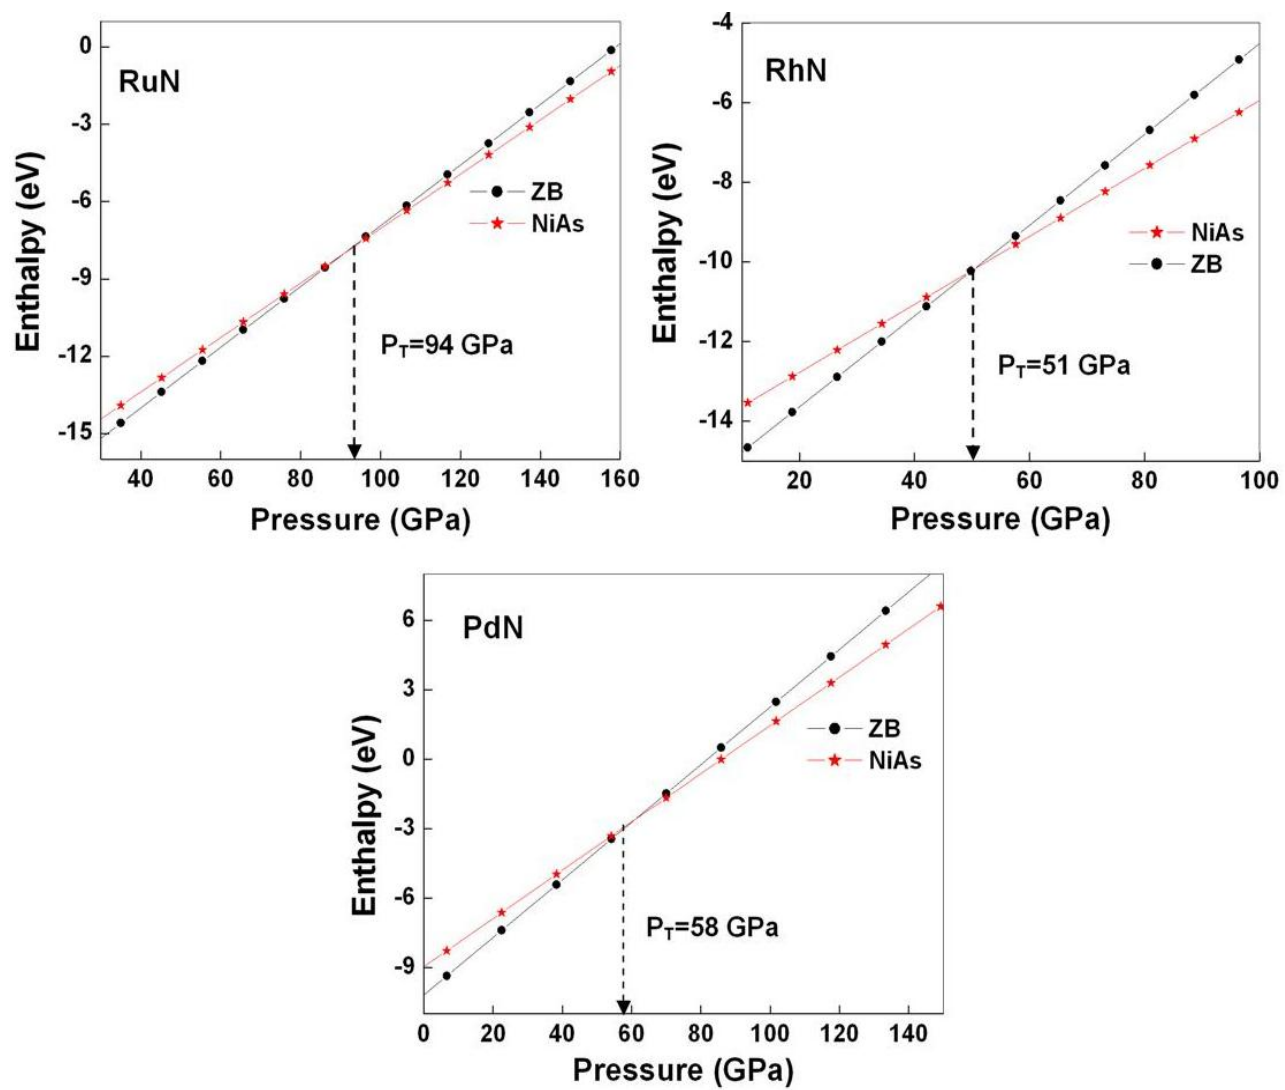 RuN
0
-3
-6
-9
-12
-15
Enthalpy (eV)
ZB
NiAs
P_T=94 GPa
40 60 80 100 120 140 160
Pressure (GPa)
RhN
-4
-6
-8
-10
-12
-14
Enthalpy (eV)
NiAs
ZB
P_T=51 GPa
20 40 60 80 100
Pressure (GPa)
PdN
6
3
0
-3
-6
-9
Enthalpy (eV)
ZB
NiAs
P_T=58 GPa
0 20 40 60 80 100 120 140
Pressure (GPa)